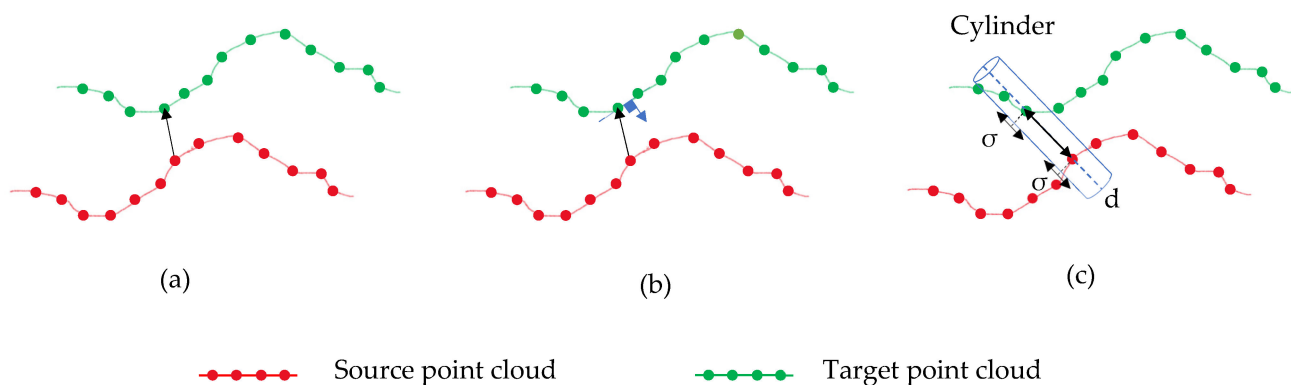 Cylinder
σ
σ
d
(a)
(b)
(c)
Source point cloud
Target point cloud